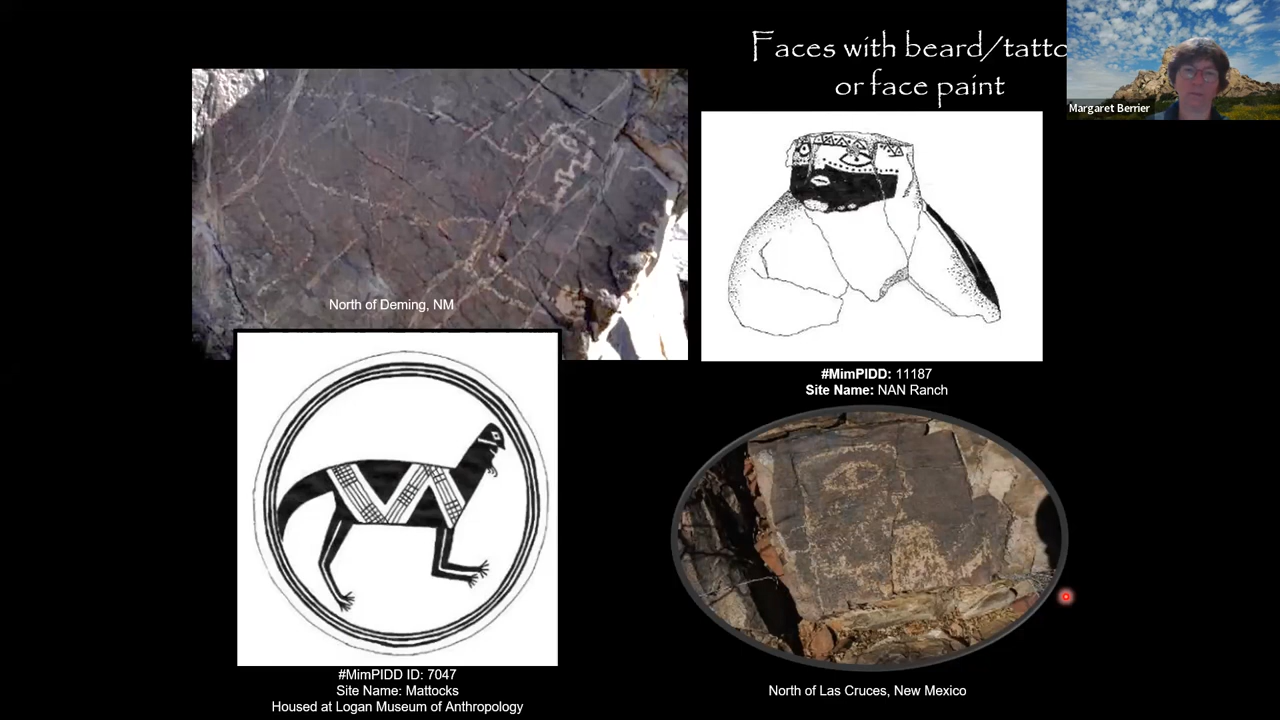 Faces with beard/tatto
or face paint
Margaret Berrier
North of Deming, NM
#MimPIDD: 11187
Site Name: NAN Ranch
#MimPIDD ID: 7047
Site Name: Mattocks
Housed at Logan Museum of Anthropology
North of Las Cruces, New Mexico